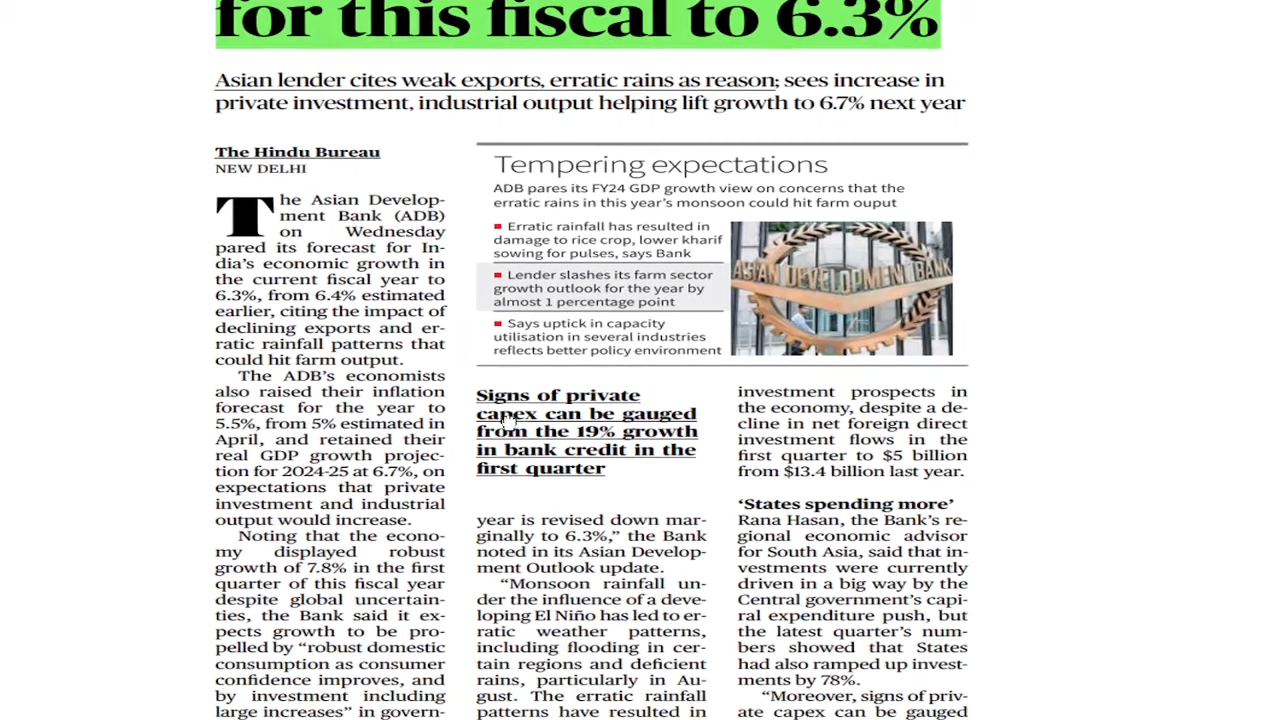 for this fiscal to 6.3%
Asian lender cites weak exports, erratic rains as reason; sees increase in
private investment, industrial output helping lift growth to 6.7% next year
The Hindu Bureau
NEW DELHI
The Asian Develop-
ment Bank (ADB)
on Wednesday
pared its forecast for In-
dia's economic growth in
the current fiscal year to
6.3%, from 6.4% estimated
earlier, citing the impact of
declining exports and er-
ratic rainfall patterns that
could hit farm output.
The ADB's economists
also raised their inflation
forecast for the year to
5.5%, from 5% estimated in
April, and retained their
real GDP growth projec-
tion for 2024-25 at 6.7%, on
expectations that private
investment and industrial
output would increase.
Noting that the econo-
my displayed robust
growth of 7.8% in the first
quarter of this fiscal year
despite global uncertain-
ties, the Bank said it ex-
pects growth to be pro-
pelled by "robust domestic
consumption as consumer
confidence improves, and
by investment including
large increases" in govern-
Tempering expectations
ADB pares its FY24 GDP growth view on concerns that the
erratic rains in this year's monsoon could hit farm ouput
Erratic rainfall has resulted in
damage to rice crop, lower kharif
sowing for pulses, says Bank
Lender slashes its farm sector
growth outlook for the year by
almost 1 percentage point
Says uptick in capacity
utilisation in several industries
reflects better policy environment
ASIAN DEVELOPMENT BANK
Signs of private
capex can be gauged
from the 19% growth
in bank credit in the
first quarter
year is revised down mar-
ginally to 6.3%," the Bank
noted in its Asian Develop-
ment Outlook update.
"Monsoon rainfall un-
der the influence of a deve-
loping El Niño has led to er-
ratic weather patterns,
including flooding in cer-
tain regions and deficient
rains, particularly in Au-
gust. The erratic rainfall
patterns have resulted in
investment prospects in
the economy, despite a de-
cline in net foreign direct
investment flows in the
first quarter to $5 billion
from $13.4 billion last year.
'States spending more'
Rana Hasan, the Bank's re-
gional economic advisor
for South Asia, said that in-
vestments were currently
driven in a big way by the
Central government's capi-
ral expenditure push, but
the latest quarter's num-
bers showed that States
had also ramped up invest-
ments by 78%.
"Moreover, signs of priv-
ate capex can be gauged